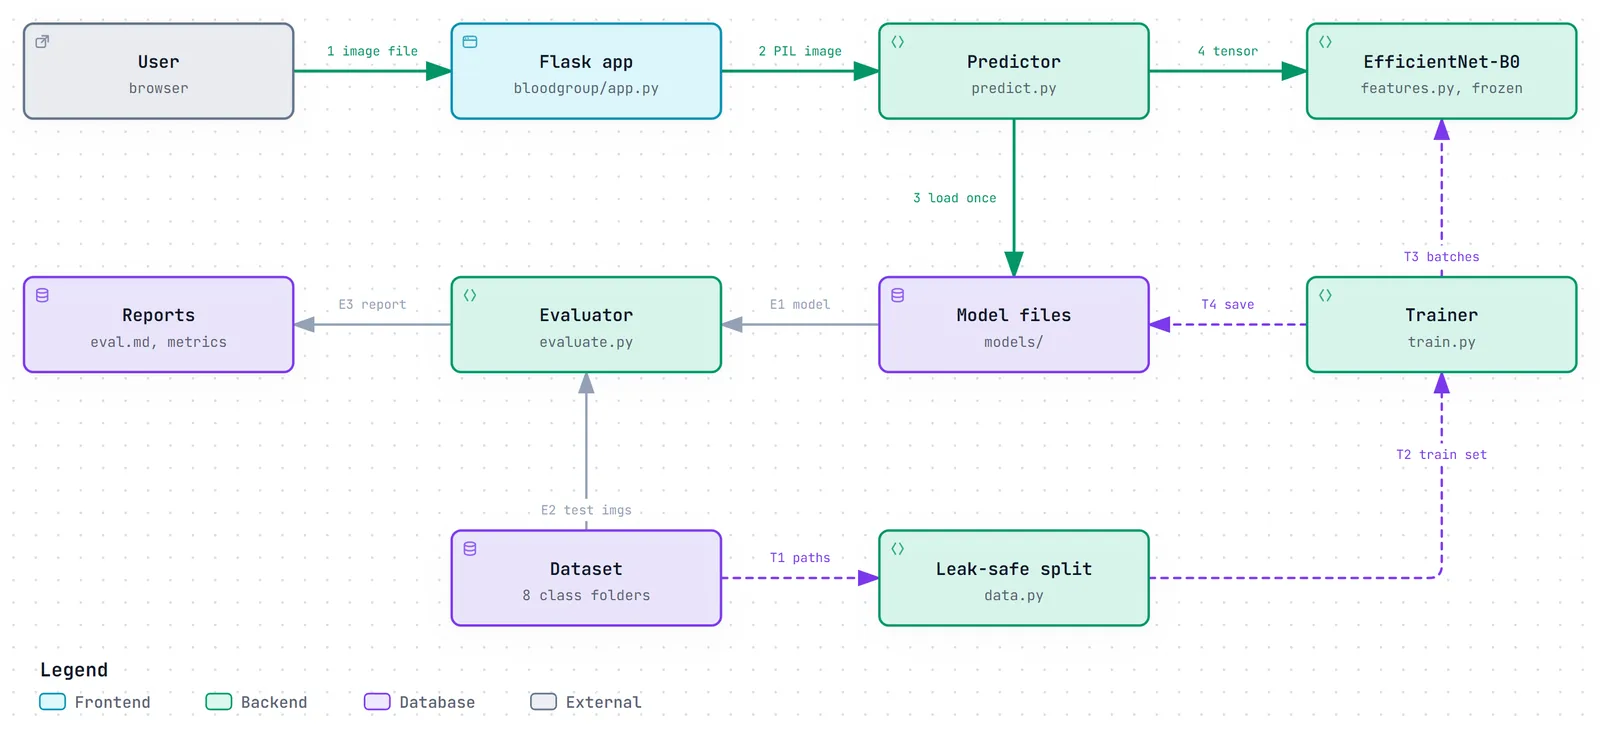 User
browser
1 image file
Flask app
bloodgroup/app.py
2 PIL image
Predictor
predict.py
4 tensor
EfficientNet-B0
features.py, frozen
3 load once
T3 batches
Reports
eval.md, metrics
E3 report
Evaluator
evaluate.py
E1 model
Model files
models/
T4 save
Trainer
train.py
T2 train set
E2 test imgs
Dataset
8 class folders
T1 paths
Leak-safe split
data.py
Legend
Frontend
Backend
Database
External